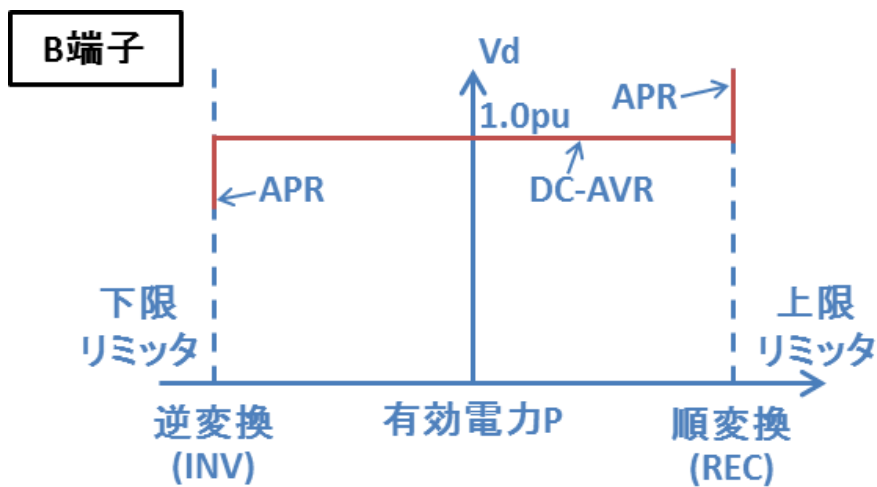 B端子
Vd
APR
1.0pu
APR
DC-AVR
下限
リミッタ
上限
リミッタ
逆変換
(INV)
有効電力P
順変換
(REC)